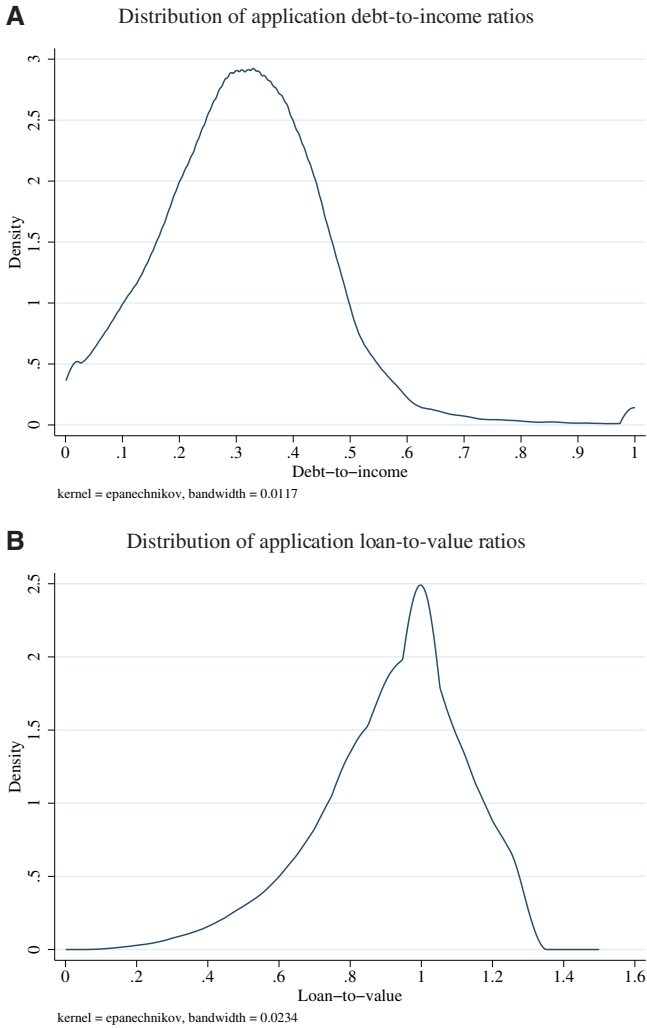 A
Distribution of application debt-to-income ratios
3
2.5
2
1.5
1
.5
0
Density
0 .1 .2 .3 .4 .5 .6 .7 .8 .9 1
Debt−to−income
kernel = epanechnikov, bandwidth = 0.0117
B
Distribution of application loan-to-value ratios
2.5
2
1.5
1
.5
0
Density
0 .2 .4 .6 .8 1 1.2 1.4 1.6
Loan−to−value
kernel = epanechnikov, bandwidth = 0.0234